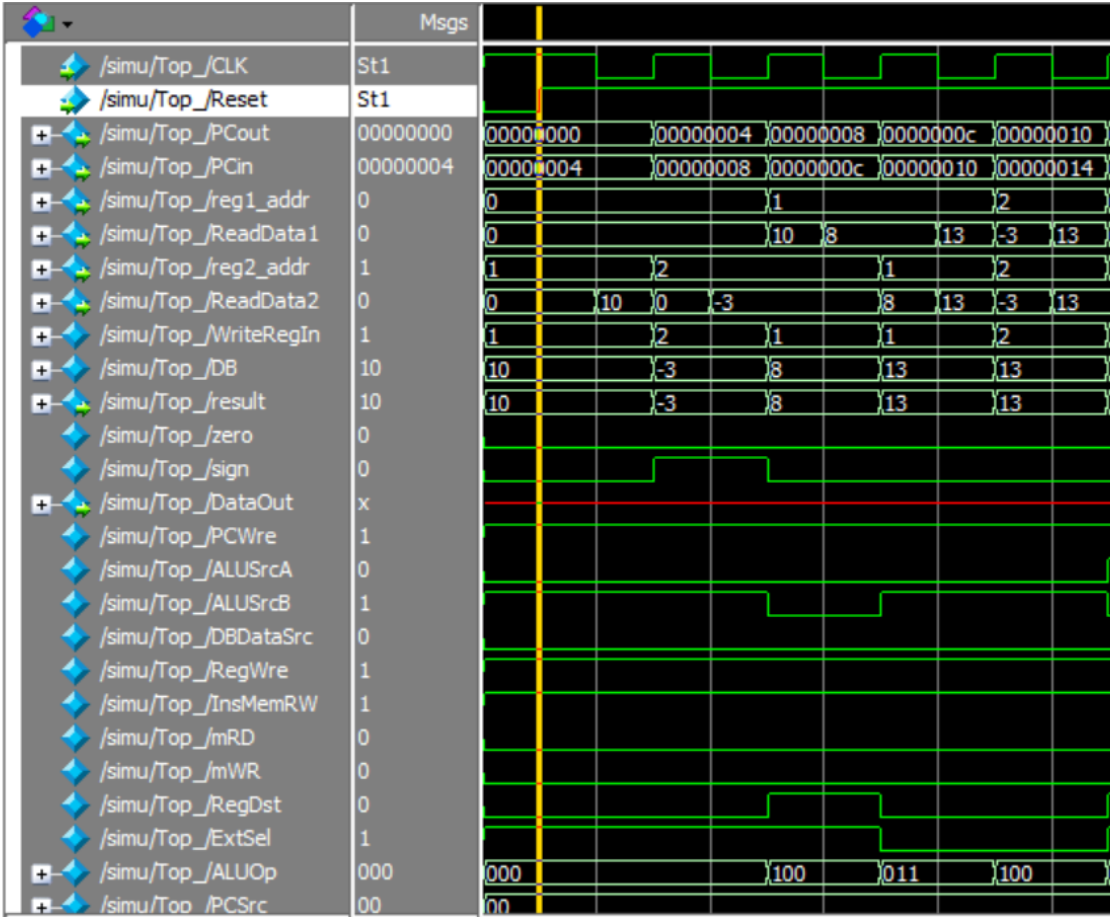 Msgs
/simu/Top_/CLK St1
/simu/Top_/Reset St1
/simu/Top_/PCout 00000000 00000000 00000004 00000008 0000000c 00000010
/simu/Top_/PCin 00000004 00000004 00000008 0000000c 00000010 00000014
/simu/Top_/reg1_addr 0 0 1 2
/simu/Top_/ReadData1 0 0 10 8 13 -3 13
/simu/Top_/reg2_addr 1 1 2 1 2
/simu/Top_/ReadData2 0 0 10 0 -3 8 13 -3 13
/simu/Top_/WriteRegIn 1 1 2 1 1 2
/simu/Top_/DB 10 10 -3 8 13 13
/simu/Top_/result 10 10 -3 8 13 13
/simu/Top_/zero 0
/simu/Top_/sign 0
/simu/Top_/DataOut x
/simu/Top_/PCWre 1
/simu/Top_/ALUSrcA 0
/simu/Top_/ALUSrcB 1
/simu/Top_/DBDataSrc 0
/simu/Top_/RegWre 1
/simu/Top_/InsMemRW 1
/simu/Top_/mRD 0
/simu/Top_/mWR 0
/simu/Top_/RegDst 0
/simu/Top_/ExtSel 1
/simu/Top_/ALUOp 000 000 100 011 100
/simu/Top_/PCSrc 00 00